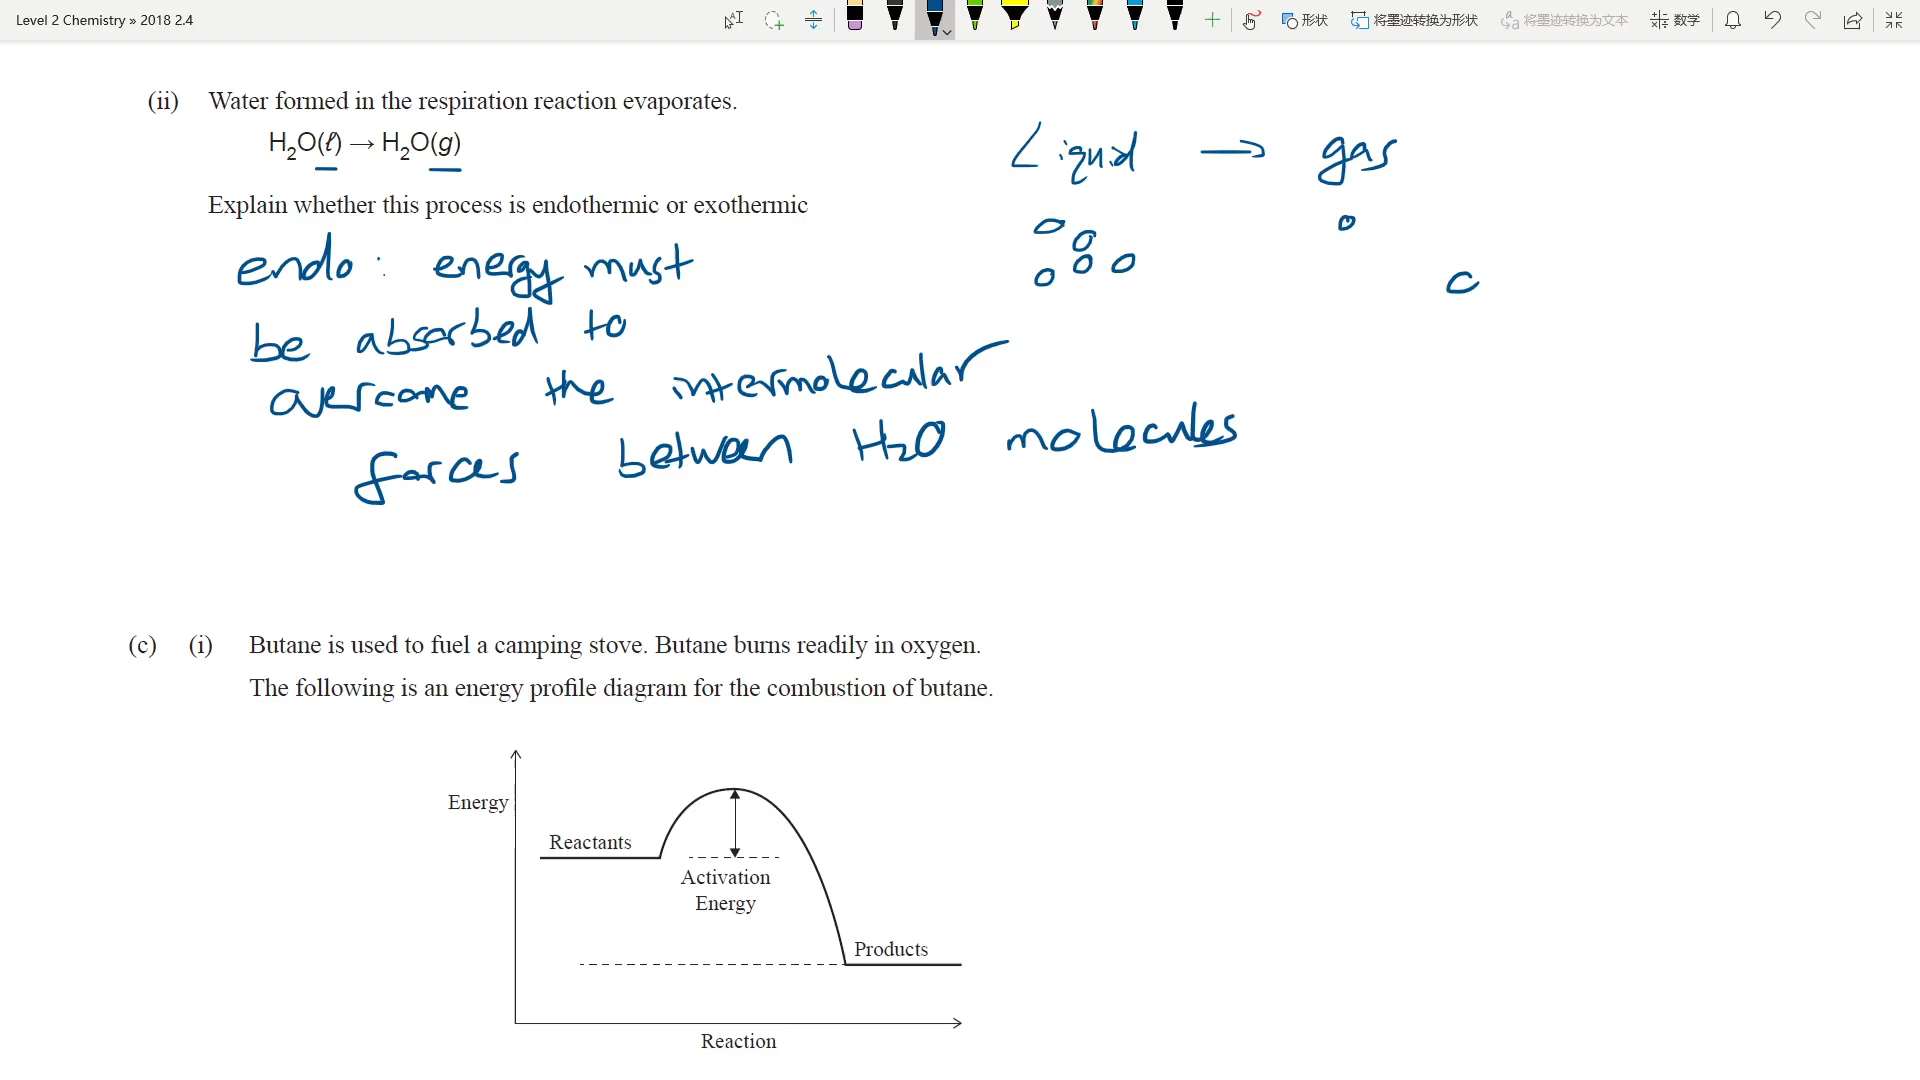 Level 2 Chemistry » 2018 2.4
形状
将墨迹转换为形状
将墨迹转换为文本
数学
(ii) Water formed in the respiration reaction evaporates.
H₂O(ℓ) → H₂O(g)
Liquid → gas
Explain whether this process is endothermic or exothermic
endo : energy must
be absorbed to
overcome the intermolecular
forces between H₂O molecules
(c) (i) Butane is used to fuel a camping stove. Butane burns readily in oxygen.
The following is an energy profile diagram for the combustion of butane.
Energy
Reactants
Activation
Energy
Products
Reaction